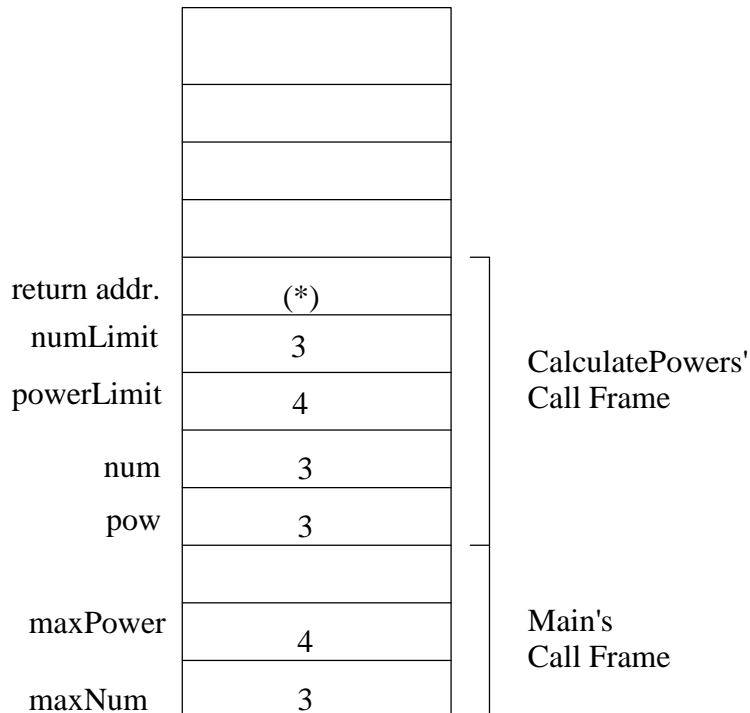 return addr. (*)
numLimit 3
powerLimit 4
num 3
pow 3
CalculatePowers'
Call Frame
maxPower 4
maxNum 3
Main's
Call Frame